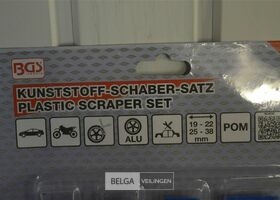 BGS
KUNSTSTOFF-SCHABER-SATZ
PLASTIC SCRAPER SET
ALU
19 - 22
25 - 38
mm
POM
BELGA VEILINGEN